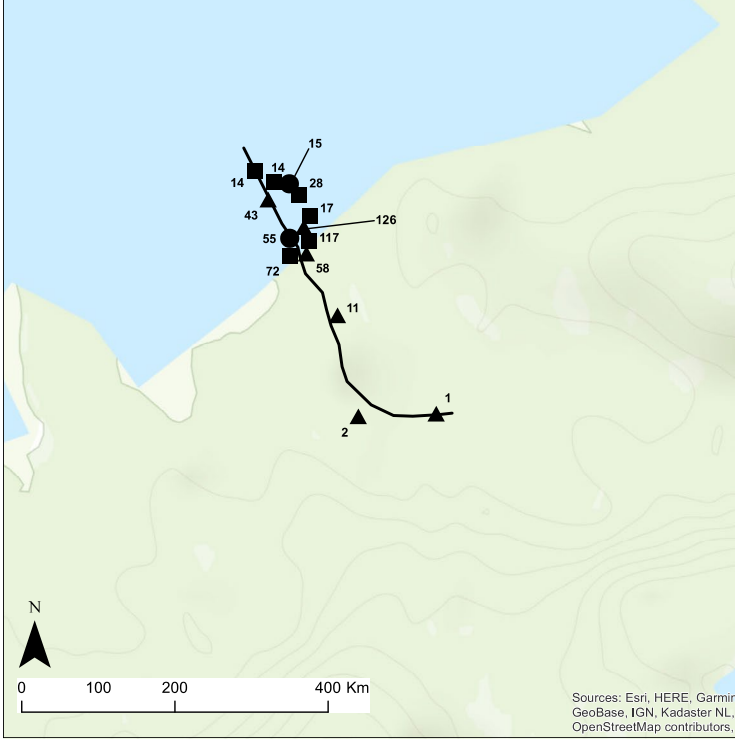 15
14
14
28
43
17
126
55
117
72
58
11
1
2
N
0 100 200 400 Km
Sources: Esri, HERE, Garmin
GeoBase, IGN, Kadaster NL,
OpenStreetMap contributors,